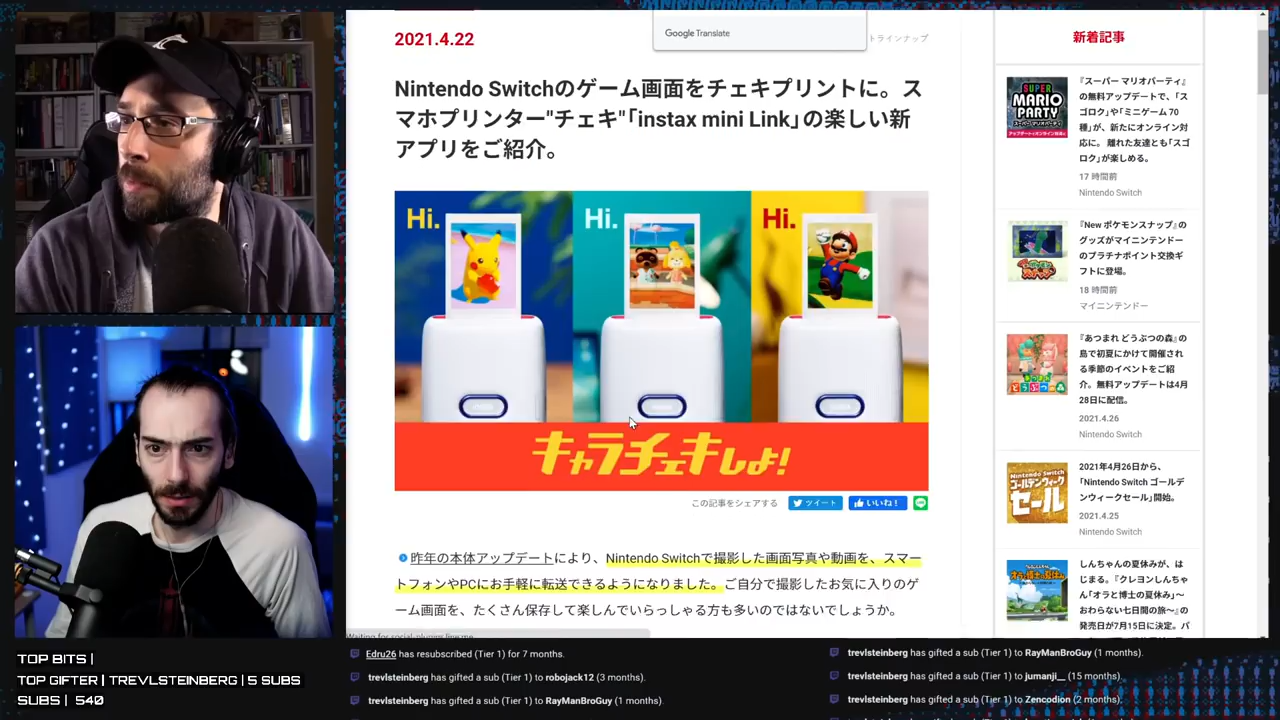 2021.4.22
Google Translate
トラインナップ
Nintendo Switchのゲーム画面をチェキプリントに。ス
マホプリンター"チェキ"「instax mini Link」の楽しい新
アプリをご紹介。
Hi.
Hi.
Hi.
キャラチェキしよ!
この記事をシェアする
ツイート
いいね!
昨年の本体アップデートにより、Nintendo Switchで撮影した画面写真や動画を、スマー
トフォンやPCにお手軽に転送できるようになりました。ご自分で撮影したお気に入りのゲ
ーム画面を、たくさん保存して楽しんでいらっしゃる方も多いのではないでしょうか。
新着記事
SUPER
MARIO
PARTY
『スーパー マリオパーティ』
の無料アップデートで、「ス
ゴロク」や「ミニゲーム 70
種」が、新たにオンライン対
応に。 離れた友達とも「スゴ
ロク」が楽しめる。
17 時間前
Nintendo Switch
『New ポケモンスナップ』の
グッズがマイニンテンドー
のプラチナポイント交換ギ
フトに登場。
18 時間前
マイニンテンドー
『あつまれ どうぶつの森』の
島で初夏にかけて開催され
る季節のイベントをご紹
介。無料アップデートは4月
28日に配信。
2021.4.26
Nintendo Switch
Nintendo Switch
ゴールデンウィーク
セール
2021年4月26日から、
「Nintendo Switch ゴールデ
ンウィークセール」開始。
2021.4.25
Nintendo Switch
しんちゃんの夏休みが、は
じまる。『クレヨンしんちゃ
ん「オラと博士の夏休み」～
おわらない七日間の旅～』の
発売日が7月15日に決定。パ
TOP BITS |
TOP GIFTER | TREVLSTEINBERG | 5 SUBS
SUBS | 540
Edru26 has resubscribed (Tier 1) for 7 months.
trevlsteinberg has gifted a sub (Tier 1) to robojack12 (3 months).
trevlsteinberg has gifted a sub (Tier 1) to RayManBroGuy (1 months).
trevlsteinberg has gifted a sub (Tier 1) to RayManBroGuy (1 months).
trevlsteinberg has gifted a sub (Tier 1) to jumanji__ (15 months).
trevlsteinberg has gifted a sub (Tier 1) to Zencodion (2 months).